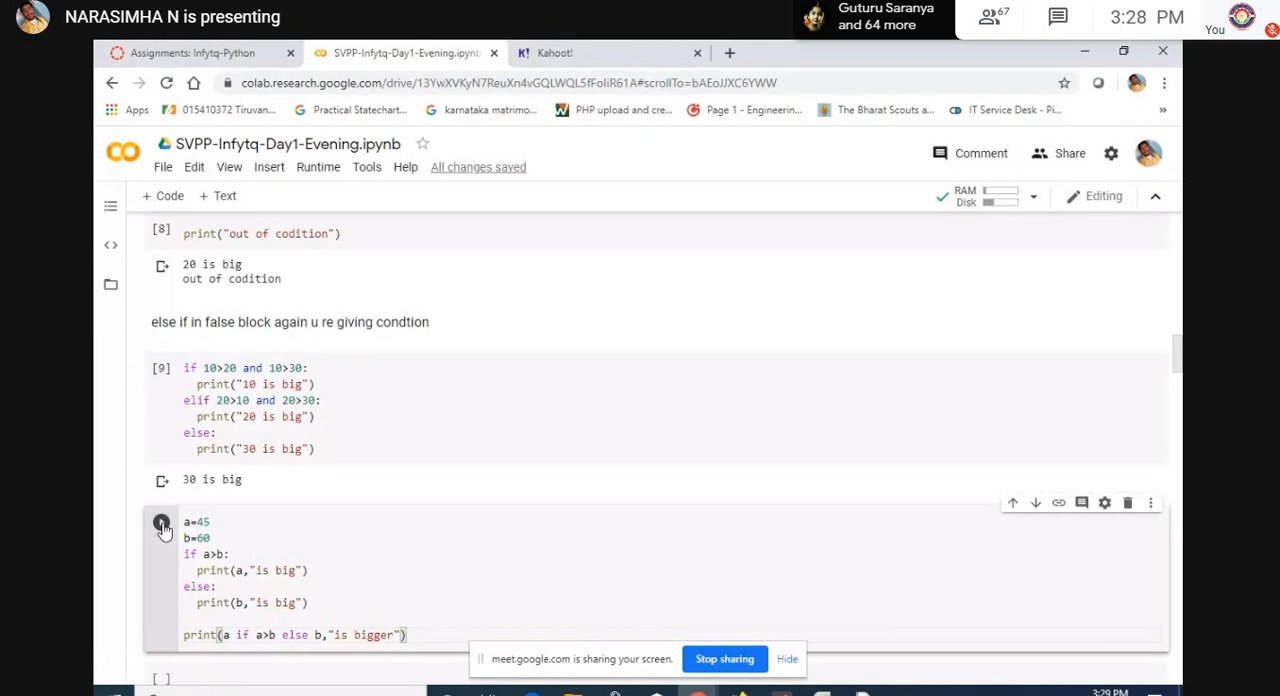 NARASIMHA N is presenting
Guturu Saranya
and 64 more
67
3:28 PM
You
Assignments: Infytq-Python
SVPP-Infytq-Day1-Evening.ipynb
K! Kahoot!
colab.research.google.com/drive/13YwXVKyN7ReuXn4vGQLWQL5fFoIiR61A#scrollTo=bAEoJJXC6YWW
Apps
015410372 Tiruvan...
Practical Statechart...
karnataka matrimo...
PHP upload and cre...
Page 1 - Engineerin...
The Bharat Scouts a...
IT Service Desk - Pi...
SVPP-Infytq-Day1-Evening.ipynb
File Edit View Insert Runtime Tools Help All changes saved
Comment
Share
+ Code + Text
RAM
Disk
Editing
[8] print("out of codition")
20 is big
out of codition
else if in false block again u re giving condtion
[9] if 10>20 and 10>30:
print("10 is big")
elif 20>10 and 20>30:
print("20 is big")
else:
print("30 is big")
30 is big
a=45
b=60
if a>b:
print(a,"is big")
else:
print(b,"is big")
print(a if a>b else b,"is bigger")
meet.google.com is sharing your screen.
Stop sharing
Hide
[ ]
3:29 PM